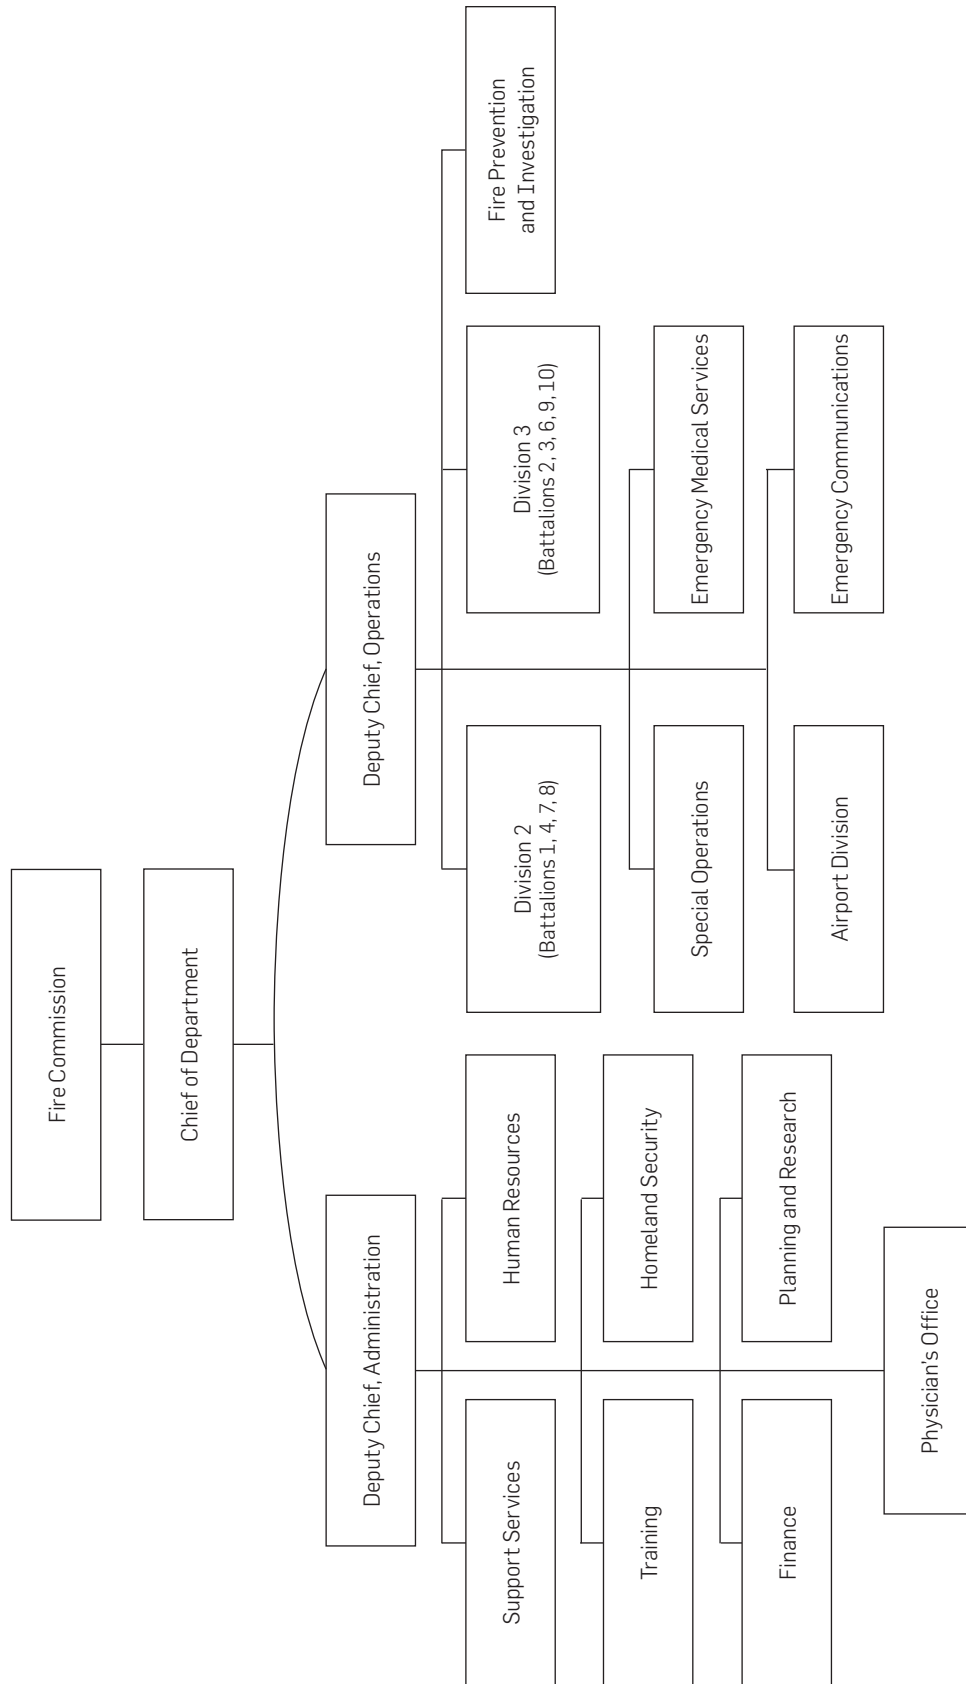 Fire Commission
Chief of Department
Deputy Chief, Administration
Deputy Chief, Operations
Support Services
Human Resources
Division 2
(Battalions 1, 4, 7, 8)
Division 3
(Battalions 2, 3, 6, 9, 10)
Fire Prevention
and Investigation
Training
Homeland Security
Special Operations
Emergency Medical Services
Finance
Planning and Research
Airport Division
Emergency Communications
Physician's Office